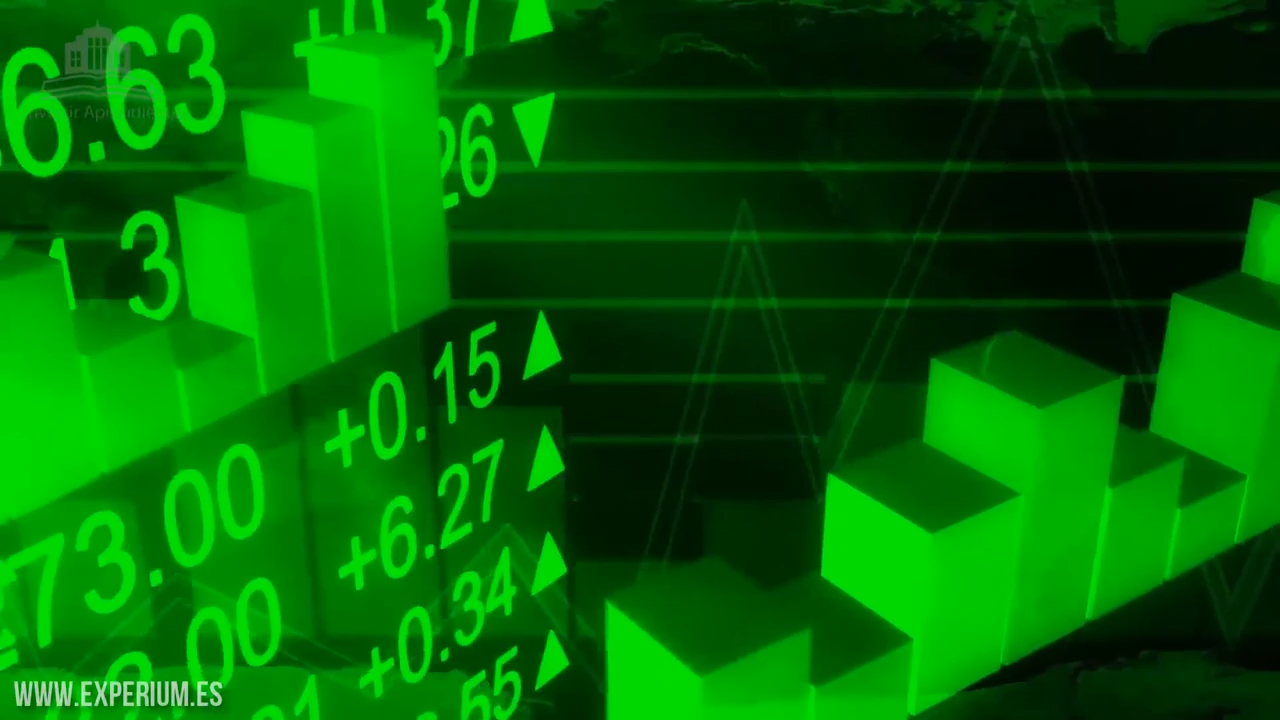 6.63 +0.37 ▲
26 ▼
1 3
+0.15 ▲
73.00 +6.27 ▲
00 +0.34 ▲
.55 ▲
WWW.EXPERIUM.ES